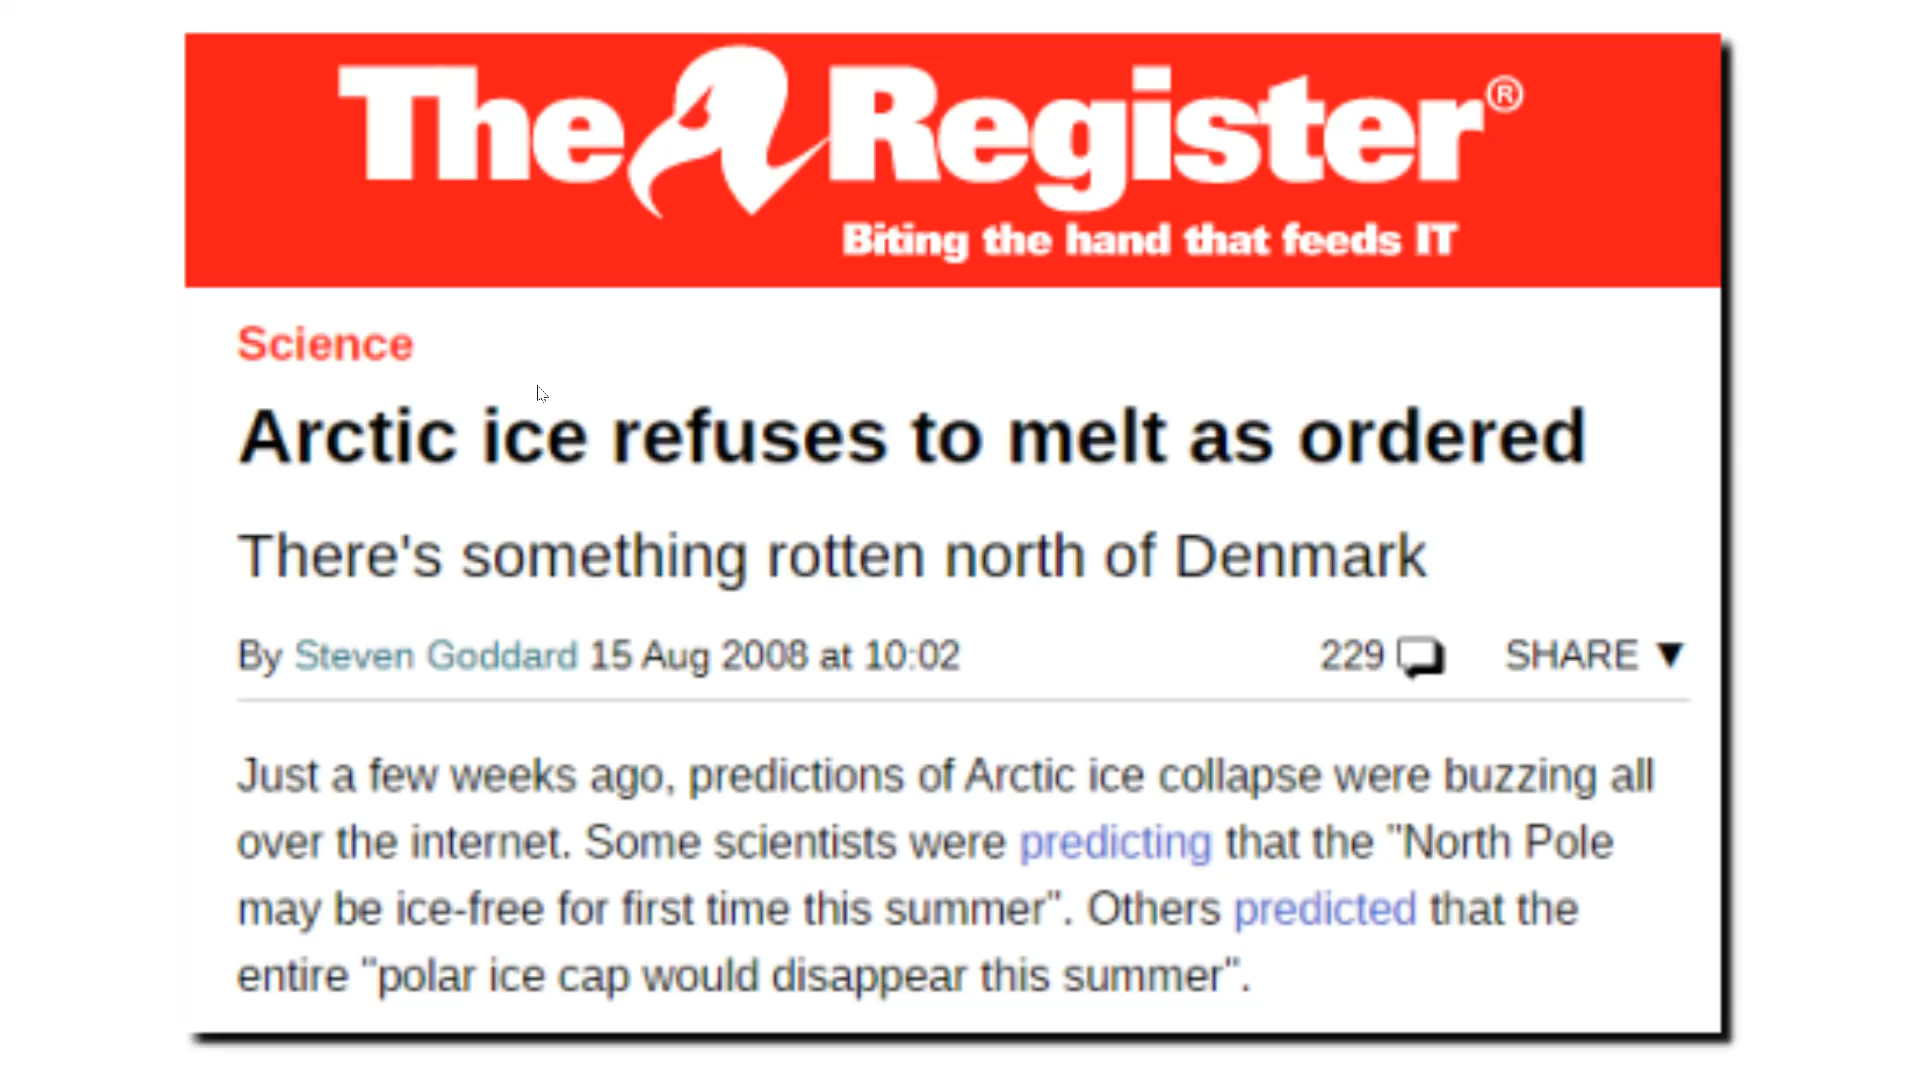 The Register®
Biting the hand that feeds IT
Science
Arctic ice refuses to melt as ordered
There's something rotten north of Denmark
By Steven Goddard 15 Aug 2008 at 10:02 229 SHARE ▼
Just a few weeks ago, predictions of Arctic ice collapse were buzzing all
over the internet. Some scientists were predicting that the "North Pole
may be ice-free for first time this summer". Others predicted that the
entire "polar ice cap would disappear this summer".